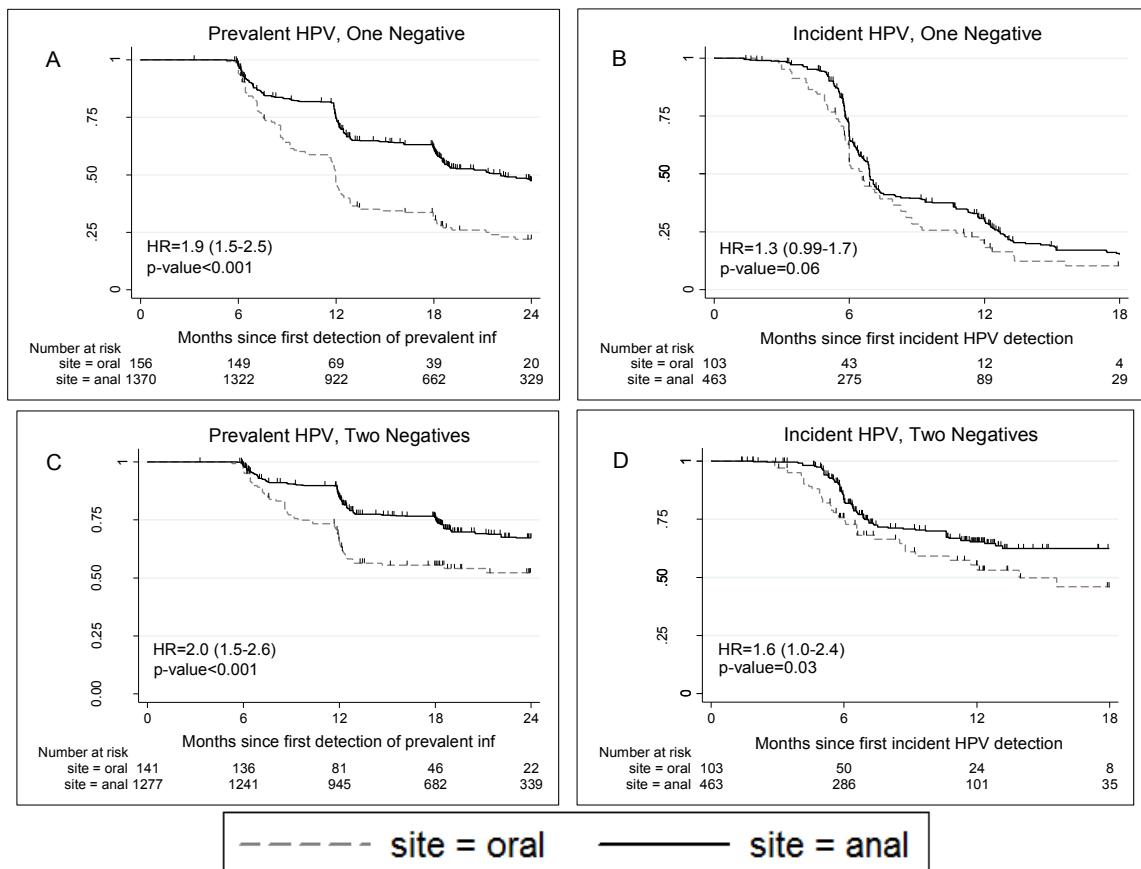 A
Prevalent HPV, One Negative
1
.75
.50
.25
0
HR=1.9 (1.5-2.5)
p-value<0.001
0 6 12 18 24
Months since first detection of prevalent inf
Number at risk
site = oral 156 149 69 39 20
site = anal 1370 1322 922 662 329
B
Incident HPV, One Negative
1
.75
.50
.25
0
HR=1.3 (0.99-1.7)
p-value=0.06
0 6 12 18
Months since first incident HPV detection
Number at risk
site = oral 103 43 12 4
site = anal 463 275 89 29
C
Prevalent HPV, Two Negatives
1
0.75
0.50
0.25
0.00
HR=2.0 (1.5-2.6)
p-value<0.001
0 6 12 18 24
Months since first detection of prevalent inf
Number at risk
site = oral 141 136 81 46 22
site = anal 1277 1241 945 682 339
D
Incident HPV, Two Negatives
1
.75
.50
.25
0
HR=1.6 (1.0-2.4)
p-value=0.03
0 6 12 18
Months since first incident HPV detection
Number at risk
site = oral 103 50 24 8
site = anal 463 286 101 35
site = oral site = anal